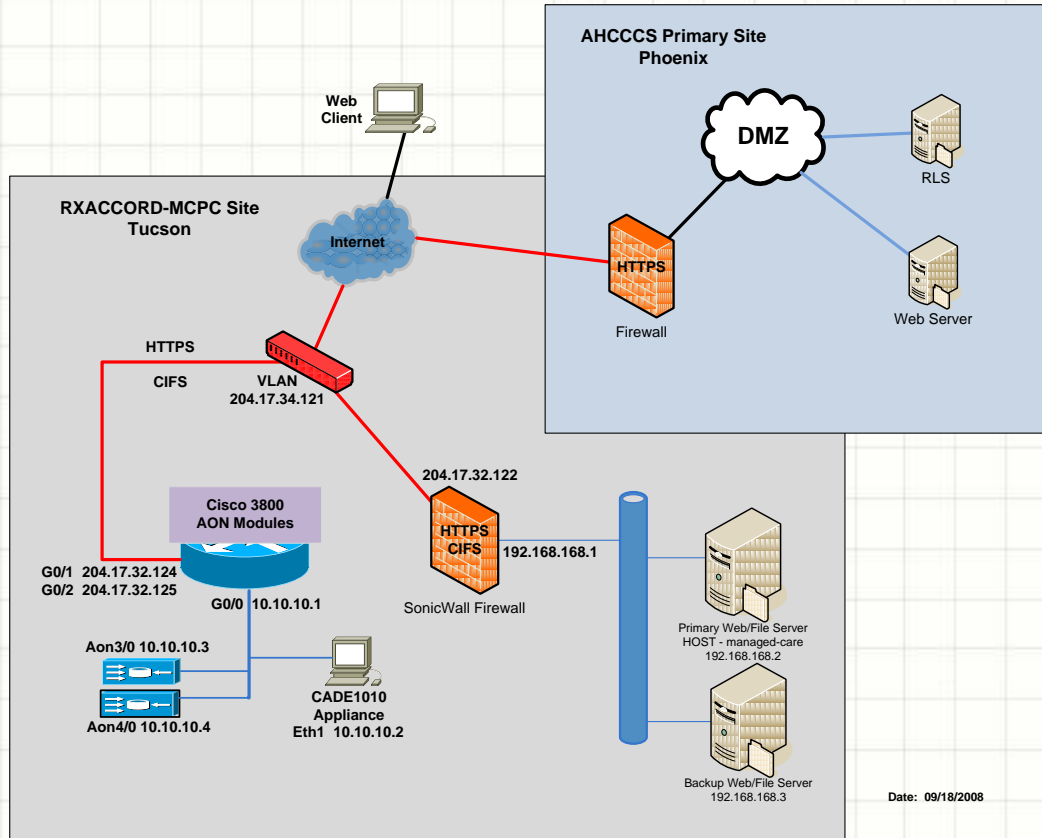 AHCCCS Primary Site
Phoenix
DMZ
RLS
Web Server
HTTPS
Firewall
Web
Client
RXACCORD-MCPC Site
Tucson
Internet
HTTPS
CIFS
VLAN
204.17.34.121
204.17.32.122
HTTPS
CIFS
192.168.168.1
SonicWall Firewall
Cisco 3800
AON Modules
G0/1 204.17.32.124
G0/2 204.17.32.125
G0/0 10.10.10.1
Aon3/0 10.10.10.3
Aon4/0 10.10.10.4
CADE1010
Appliance
Eth1 10.10.10.2
Primary Web/File Server
HOST - managed-care
192.168.168.2
Backup Web/File Server
192.168.168.3
Date: 09/18/2008